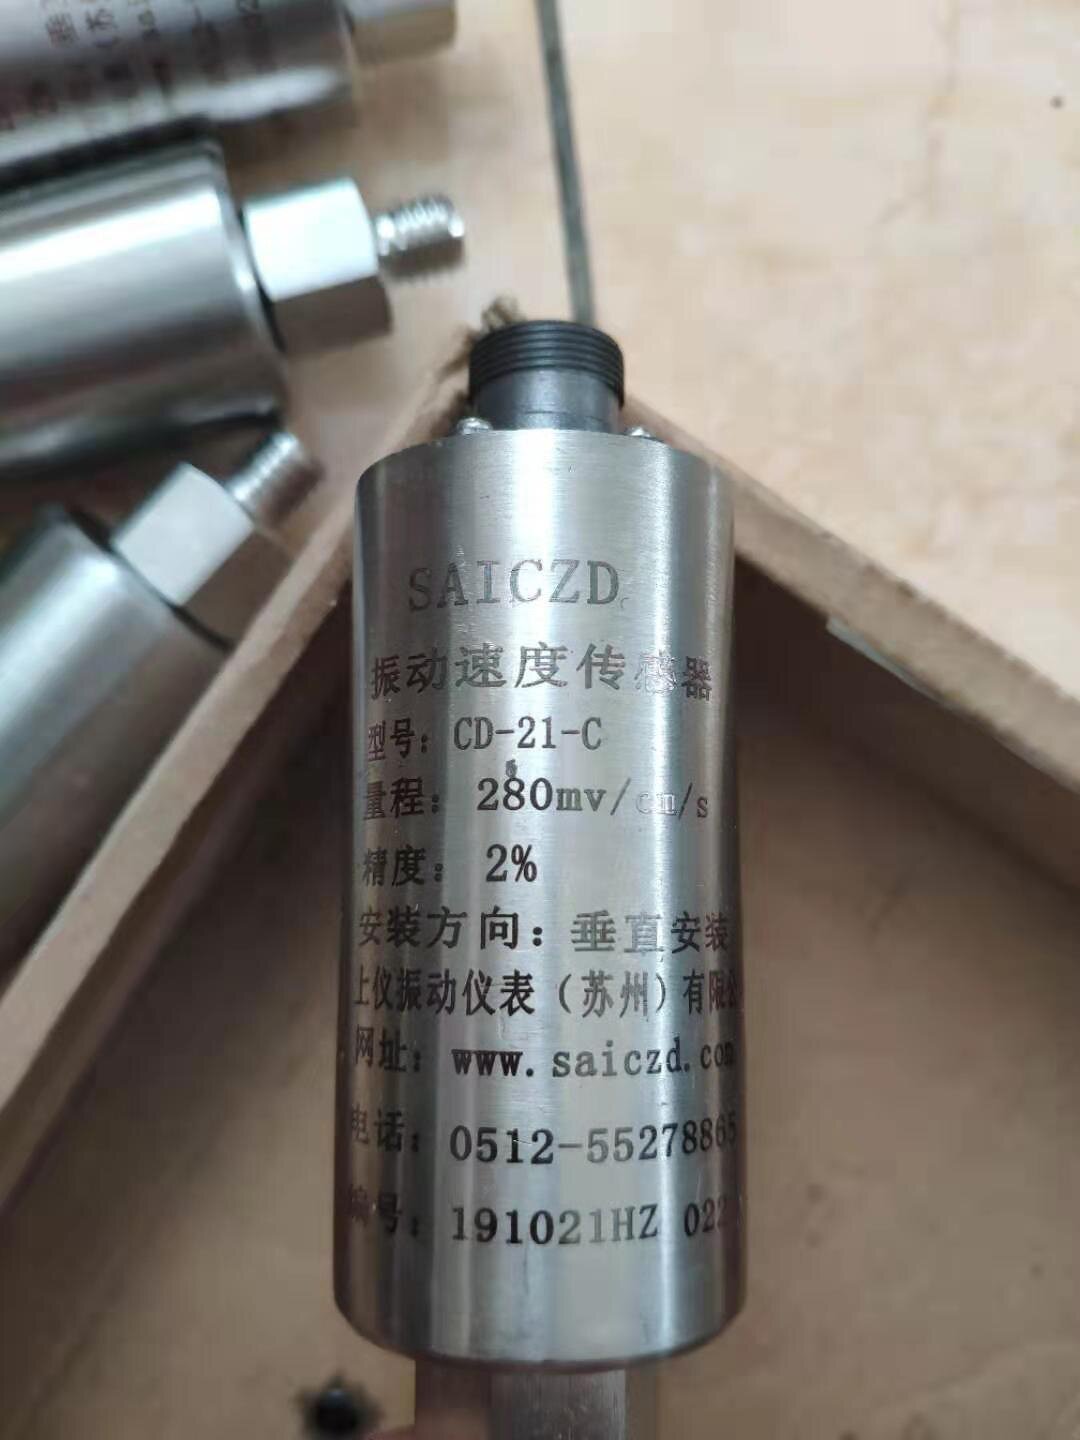 SAICZD
振动速度传感器
型号：CD-21-C
量程：280mv/cm/s
精度：2%
安装方向：垂直安装
上仪振动仪表（苏州）有限公
网址：www.saiczd.com
电话：0512-55278865
编号：191021HZ